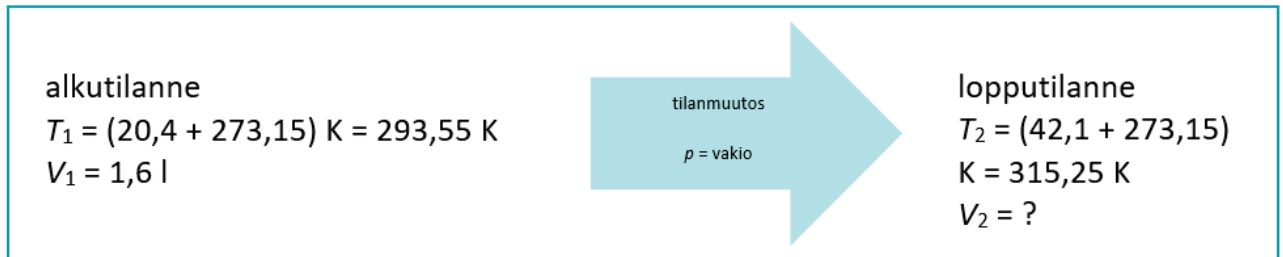 alkutilanne
T₁ = (20,4 + 273,15) K = 293,55 K
V₁ = 1,6 l
tilanmuutos
p = vakio
lopputilanne
T₂ = (42,1 + 273,15)
K = 315,25 K
V₂ = ?